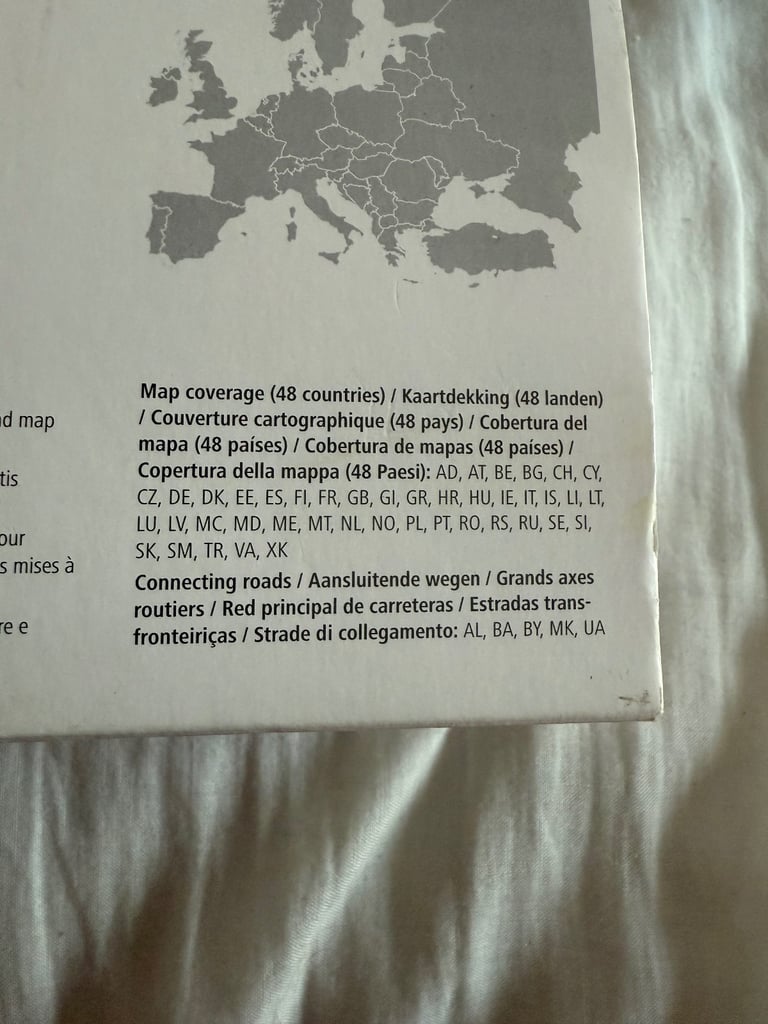 d map
tis
our
s mises à
re e
Map coverage (48 countries) / Kaartdekking (48 landen)
/ Couverture cartographique (48 pays) / Cobertura del
mapa (48 países) / Cobertura de mapas (48 países) /
Copertura della mappa (48 Paesi): AD, AT, BE, BG, CH, CY,
CZ, DE, DK, EE, ES, FI, FR, GB, GI, GR, HR, HU, IE, IT, IS, LI, LT,
LU, LV, MC, MD, ME, MT, NL, NO, PL, PT, RO, RS, RU, SE, SI,
SK, SM, TR, VA, XK
Connecting roads / Aansluitende wegen / Grands axes
routiers / Red principal de carreteras / Estradas trans-
fronteiriças / Strade di collegamento: AL, BA, BY, MK, UA